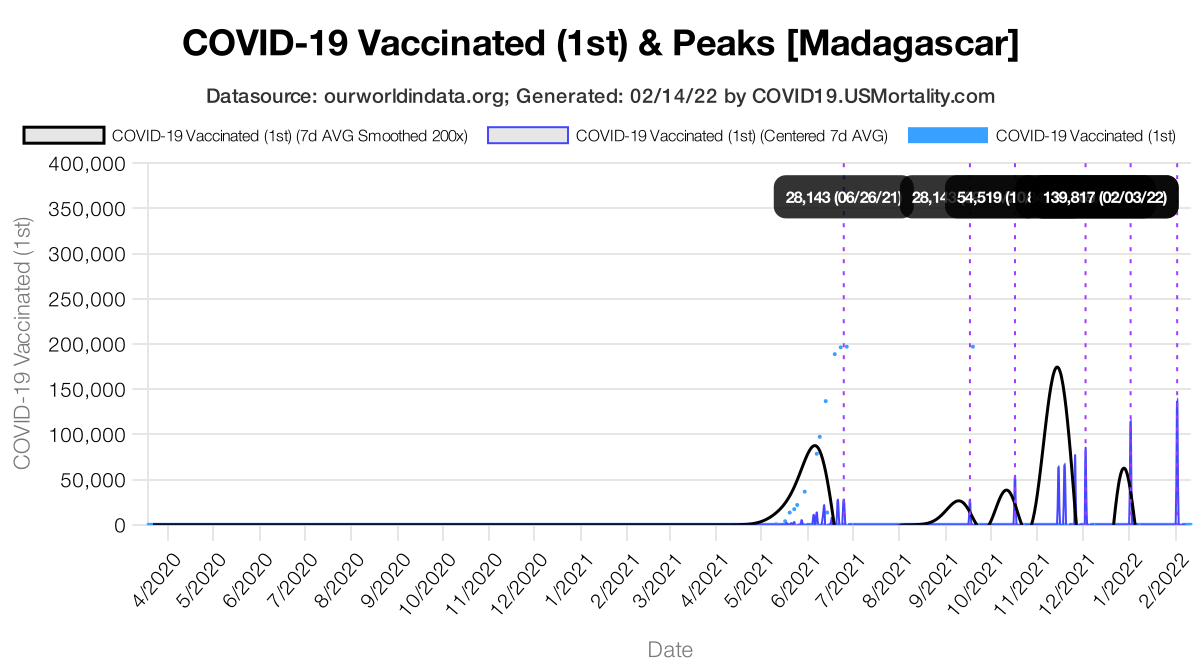 COVID-19 Vaccinated (1st) & Peaks [Madagascar]
Datasource: ourworldindata.org; Generated: 02/14/22 by COVID19.USMortality.com
COVID-19 Vaccinated (1st) (7d AVG Smoothed 200x) COVID-19 Vaccinated (1st) (Centered 7d AVG) COVID-19 Vaccinated (1st)
400,000
28,143 (06/26/21) 28,143 54,519 139,817 (02/03/22)
350,000
300,000
250,000
200,000
150,000
100,000
50,000
0
COVID-19 Vaccinated (1st)
4/2020 5/2020 6/2020 7/2020 8/2020 9/2020 10/2020 11/2020 12/2020 1/2021 2/2021 3/2021 4/2021 5/2021 6/2021 7/2021 8/2021 9/2021 10/2021 11/2021 12/2021 1/2022 2/2022
Date